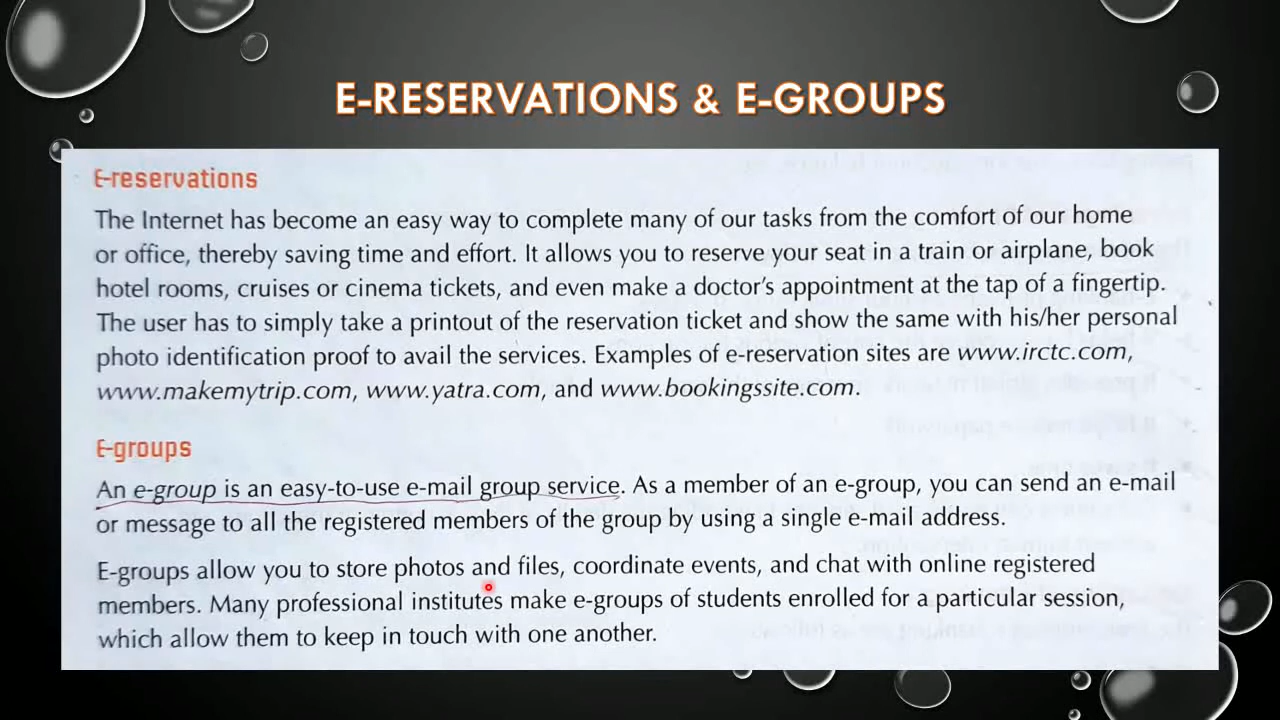 E-RESERVATIONS & E-GROUPS
E-reservations
The Internet has become an easy way to complete many of our tasks from the comfort of our home
or office, thereby saving time and effort. It allows you to reserve your seat in a train or airplane, book
hotel rooms, cruises or cinema tickets, and even make a doctor's appointment at the tap of a fingertip.
The user has to simply take a printout of the reservation ticket and show the same with his/her personal
photo identification proof to avail the services. Examples of e-reservation sites are www.irctc.com,
www.makemytrip.com, www.yatra.com, and www.bookingssite.com.
E-groups
An e-group is an easy-to-use e-mail group service. As a member of an e-group, you can send an e-mail
or message to all the registered members of the group by using a single e-mail address.
E-groups allow you to store photos and files, coordinate events, and chat with online registered
members. Many professional institutes make e-groups of students enrolled for a particular session,
which allow them to keep in touch with one another.